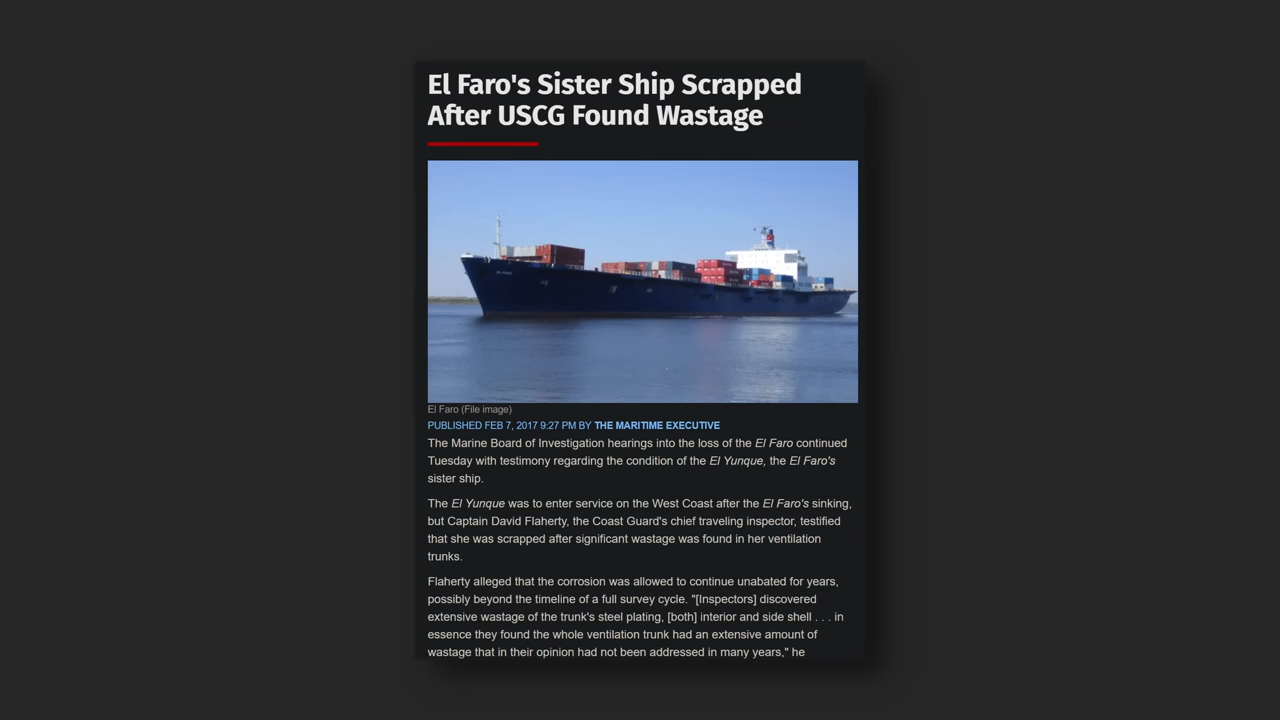 El Faro's Sister Ship Scrapped
After USCG Found Wastage
El Faro (File image)
PUBLISHED FEB 7, 2017 9:27 PM BY THE MARITIME EXECUTIVE
The Marine Board of Investigation hearings into the loss of the El Faro continued
Tuesday with testimony regarding the condition of the El Yunque, the El Faro's
sister ship.
The El Yunque was to enter service on the West Coast after the El Faro's sinking,
but Captain David Flaherty, the Coast Guard's chief traveling inspector, testified
that she was scrapped after significant wastage was found in her ventilation
trunks.
Flaherty alleged that the corrosion was allowed to continue unabated for years,
possibly beyond the timeline of a full survey cycle. "[Inspectors] discovered
extensive wastage of the trunk's steel plating, [both] interior and side shell . . . in
essence they found the whole ventilation trunk had an extensive amount of
wastage that in their opinion had not been addressed in many years," he